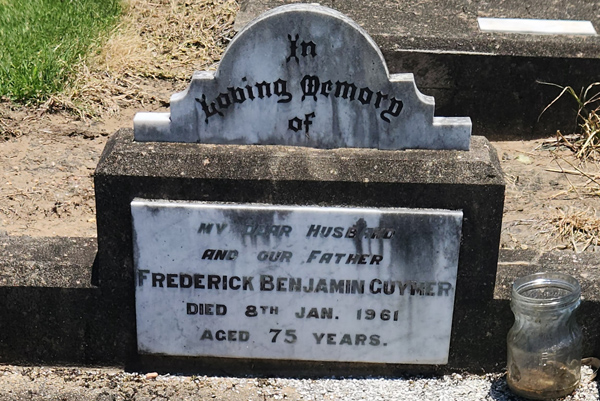 In
Loving Memory
of
My Dear Husband
and our Father
Frederick Benjamin Guymer
Died 8th Jan. 1961
aged 75 years.